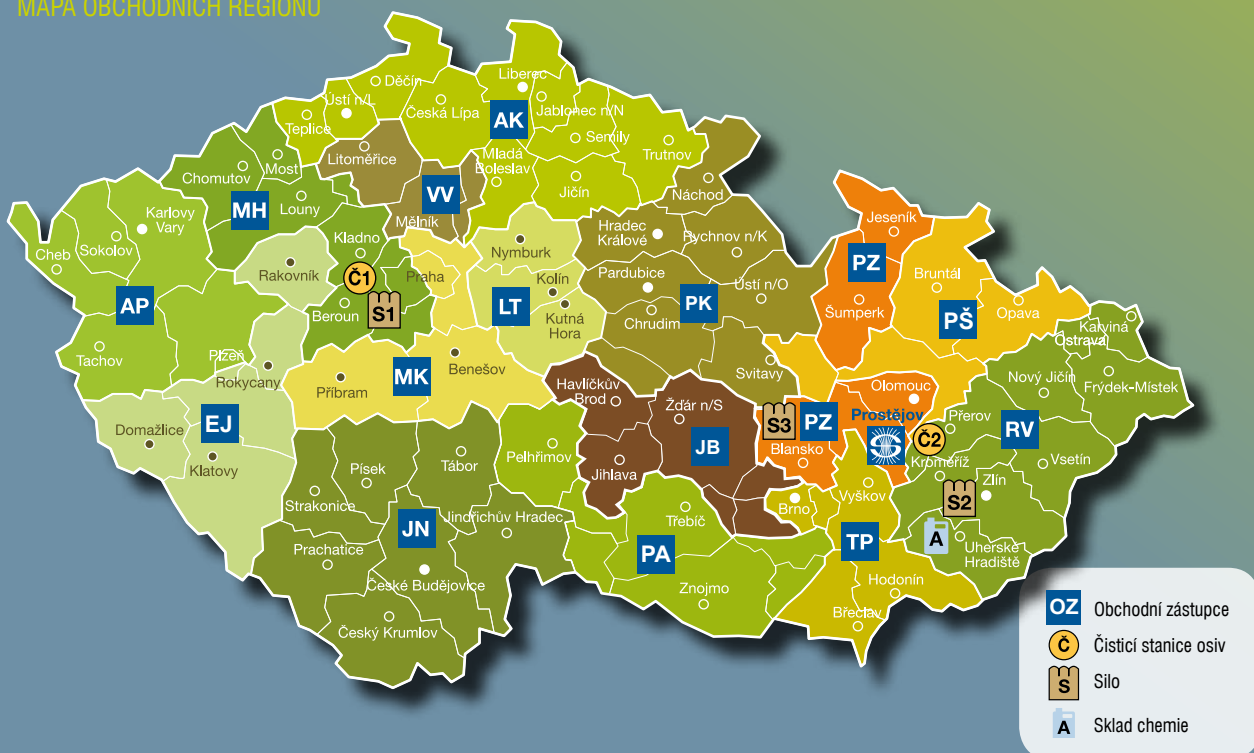 MAPA OBCHODNÍCH REGIONŮ
Děčín
Liberec
Ústí n/L
Česká Lípa
Jablonec n/N
Teplice
AK
Semily
Trutnov
Litoměřice
Mladá
Boleslav
Most
Chomutov
Jičín
Náchod
VV
MH
Louny
Mělník
Karlovy
Vary
Sokolov
Cheb
Kladno
Nymburk
Hradec
Králové
Rychnov n/K
Jeseník
PZ
Rakovník
Č1
Praha
Kolín
Pardubice
Ústí n/O
Bruntál
AP
Beroun
S1
LT
Kutná
Hora
PK
Chrudim
Šumperk
PŠ
Opava
Karviná
Ostrava
Tachov
Plzeň
Rokycany
Příbram
MK
Benešov
Svitavy
Nový Jičín
Frýdek-Místek
Havlíčkův
Brod
Žďár n/S
Olomouc
Domažlice
EJ
Klatovy
S3
PZ
Prostějov
Přerov
RV
Č2
Blansko
JB
Kroměříž
Vsetín
Písek
Tábor
Pelhřimov
Jihlava
Zlín
Strakonice
Vyškov
S2
Brno
Třebíč
Jindřichův Hradec
JN
Prachatice
PA
TP
A
Uherské
Hradiště
České Budějovice
Znojmo
Hodonín
Břeclav
Český Krumlov
OZ Obchodní zástupce
Č Čisticí stanice osiv
S Silo
A Sklad chemie